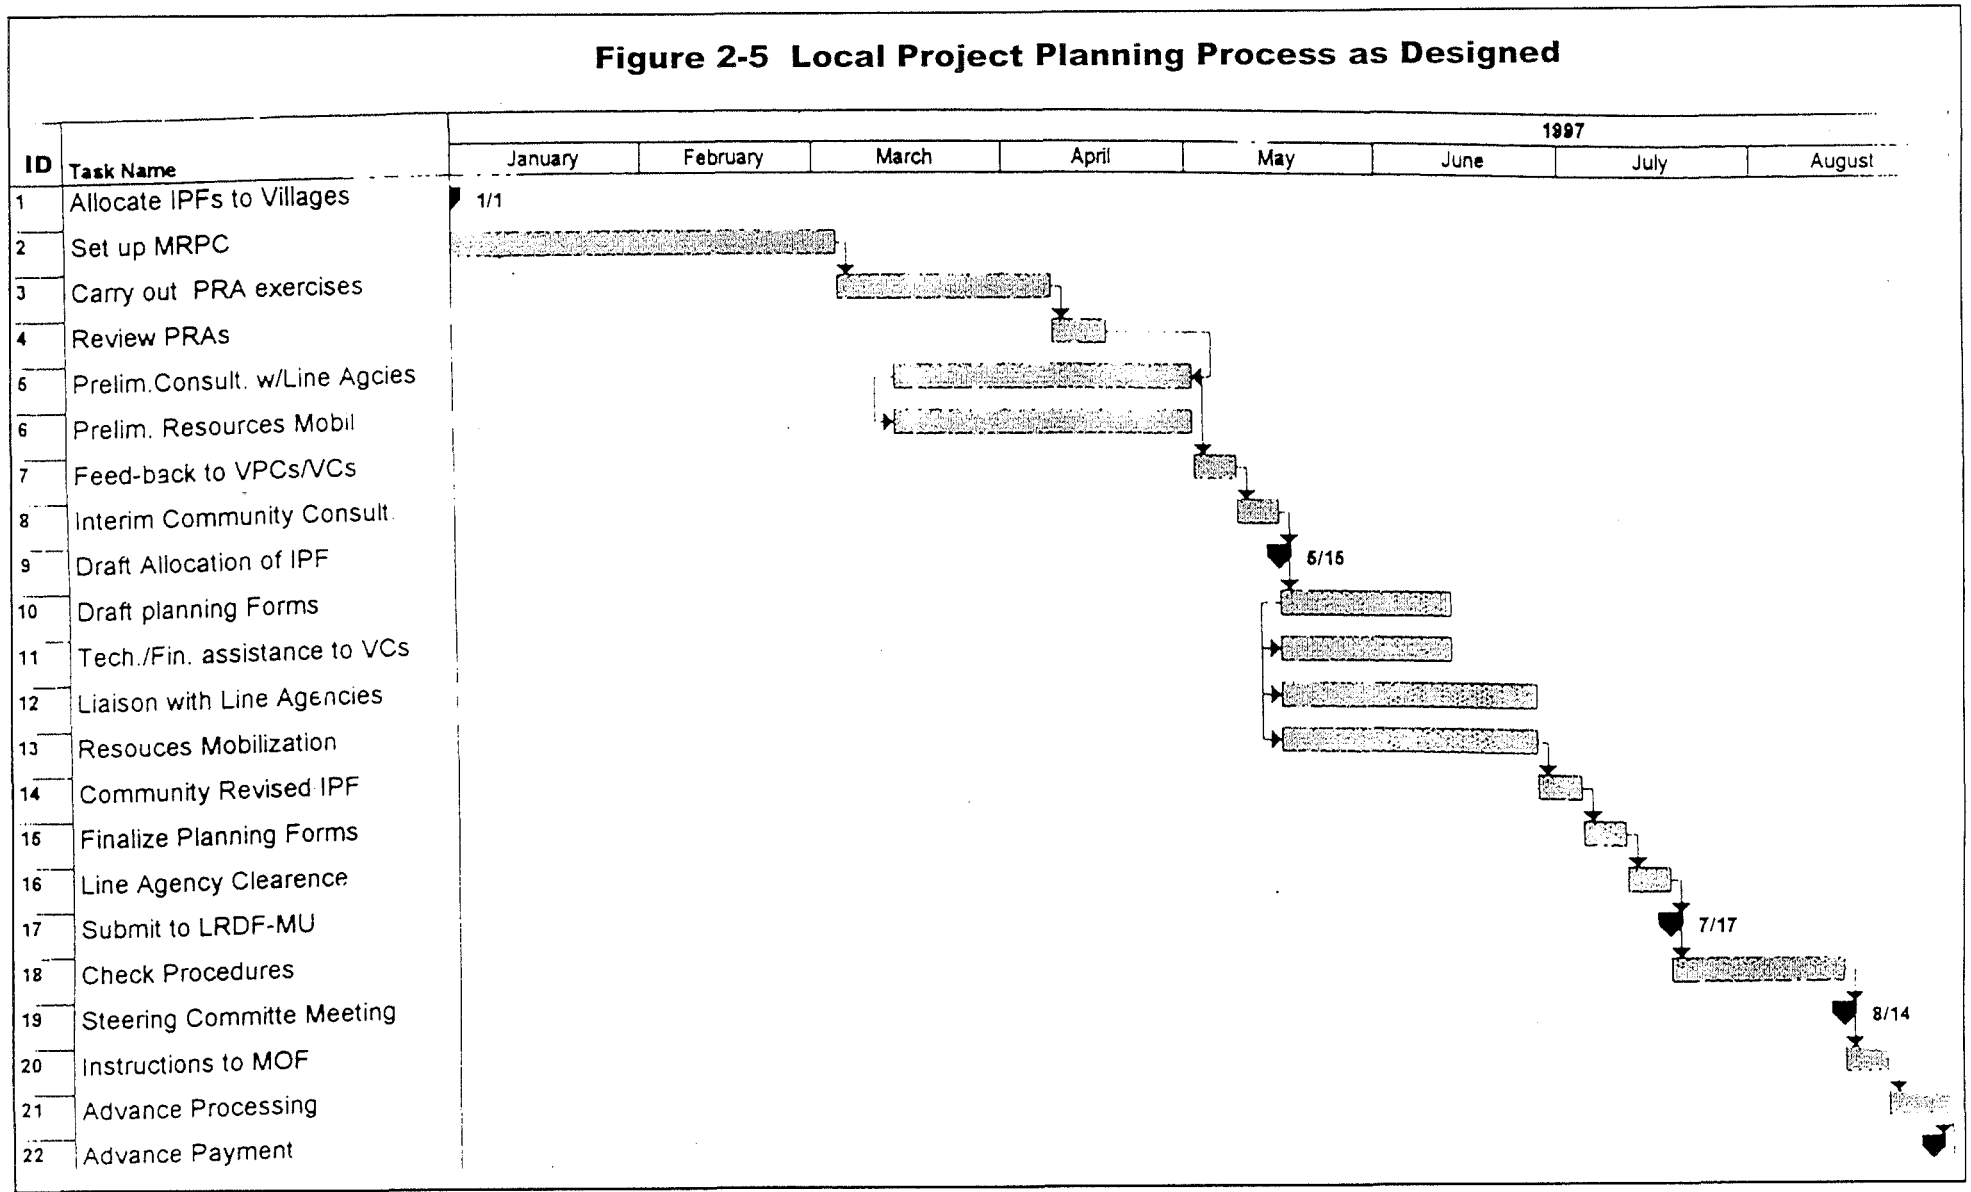 Figure 2-5 Local Project Planning Process as Designed
1997
ID Task Name January February March April May June July August
1 Allocate IPFs to Villages 1/1
2 Set up MRPC
3 Carry out PRA exercises
4 Review PRAs
5 Prelim.Consult. w/Line Agcies
6 Prelim. Resources Mobil
7 Feed-back to VPCs/VCs
8 Interim Community Consult.
9 Draft Allocation of IPF 5/15
10 Draft planning Forms
11 Tech./Fin. assistance to VCs
12 Liaison with Line Agencies
13 Resouces Mobilization
14 Community Revised IPF
15 Finalize Planning Forms
16 Line Agency Clearence
17 Submit to LRDF-MU 7/17
18 Check Procedures
19 Steering Committe Meeting 8/14
20 Instructions to MOF
21 Advance Processing
22 Advance Payment